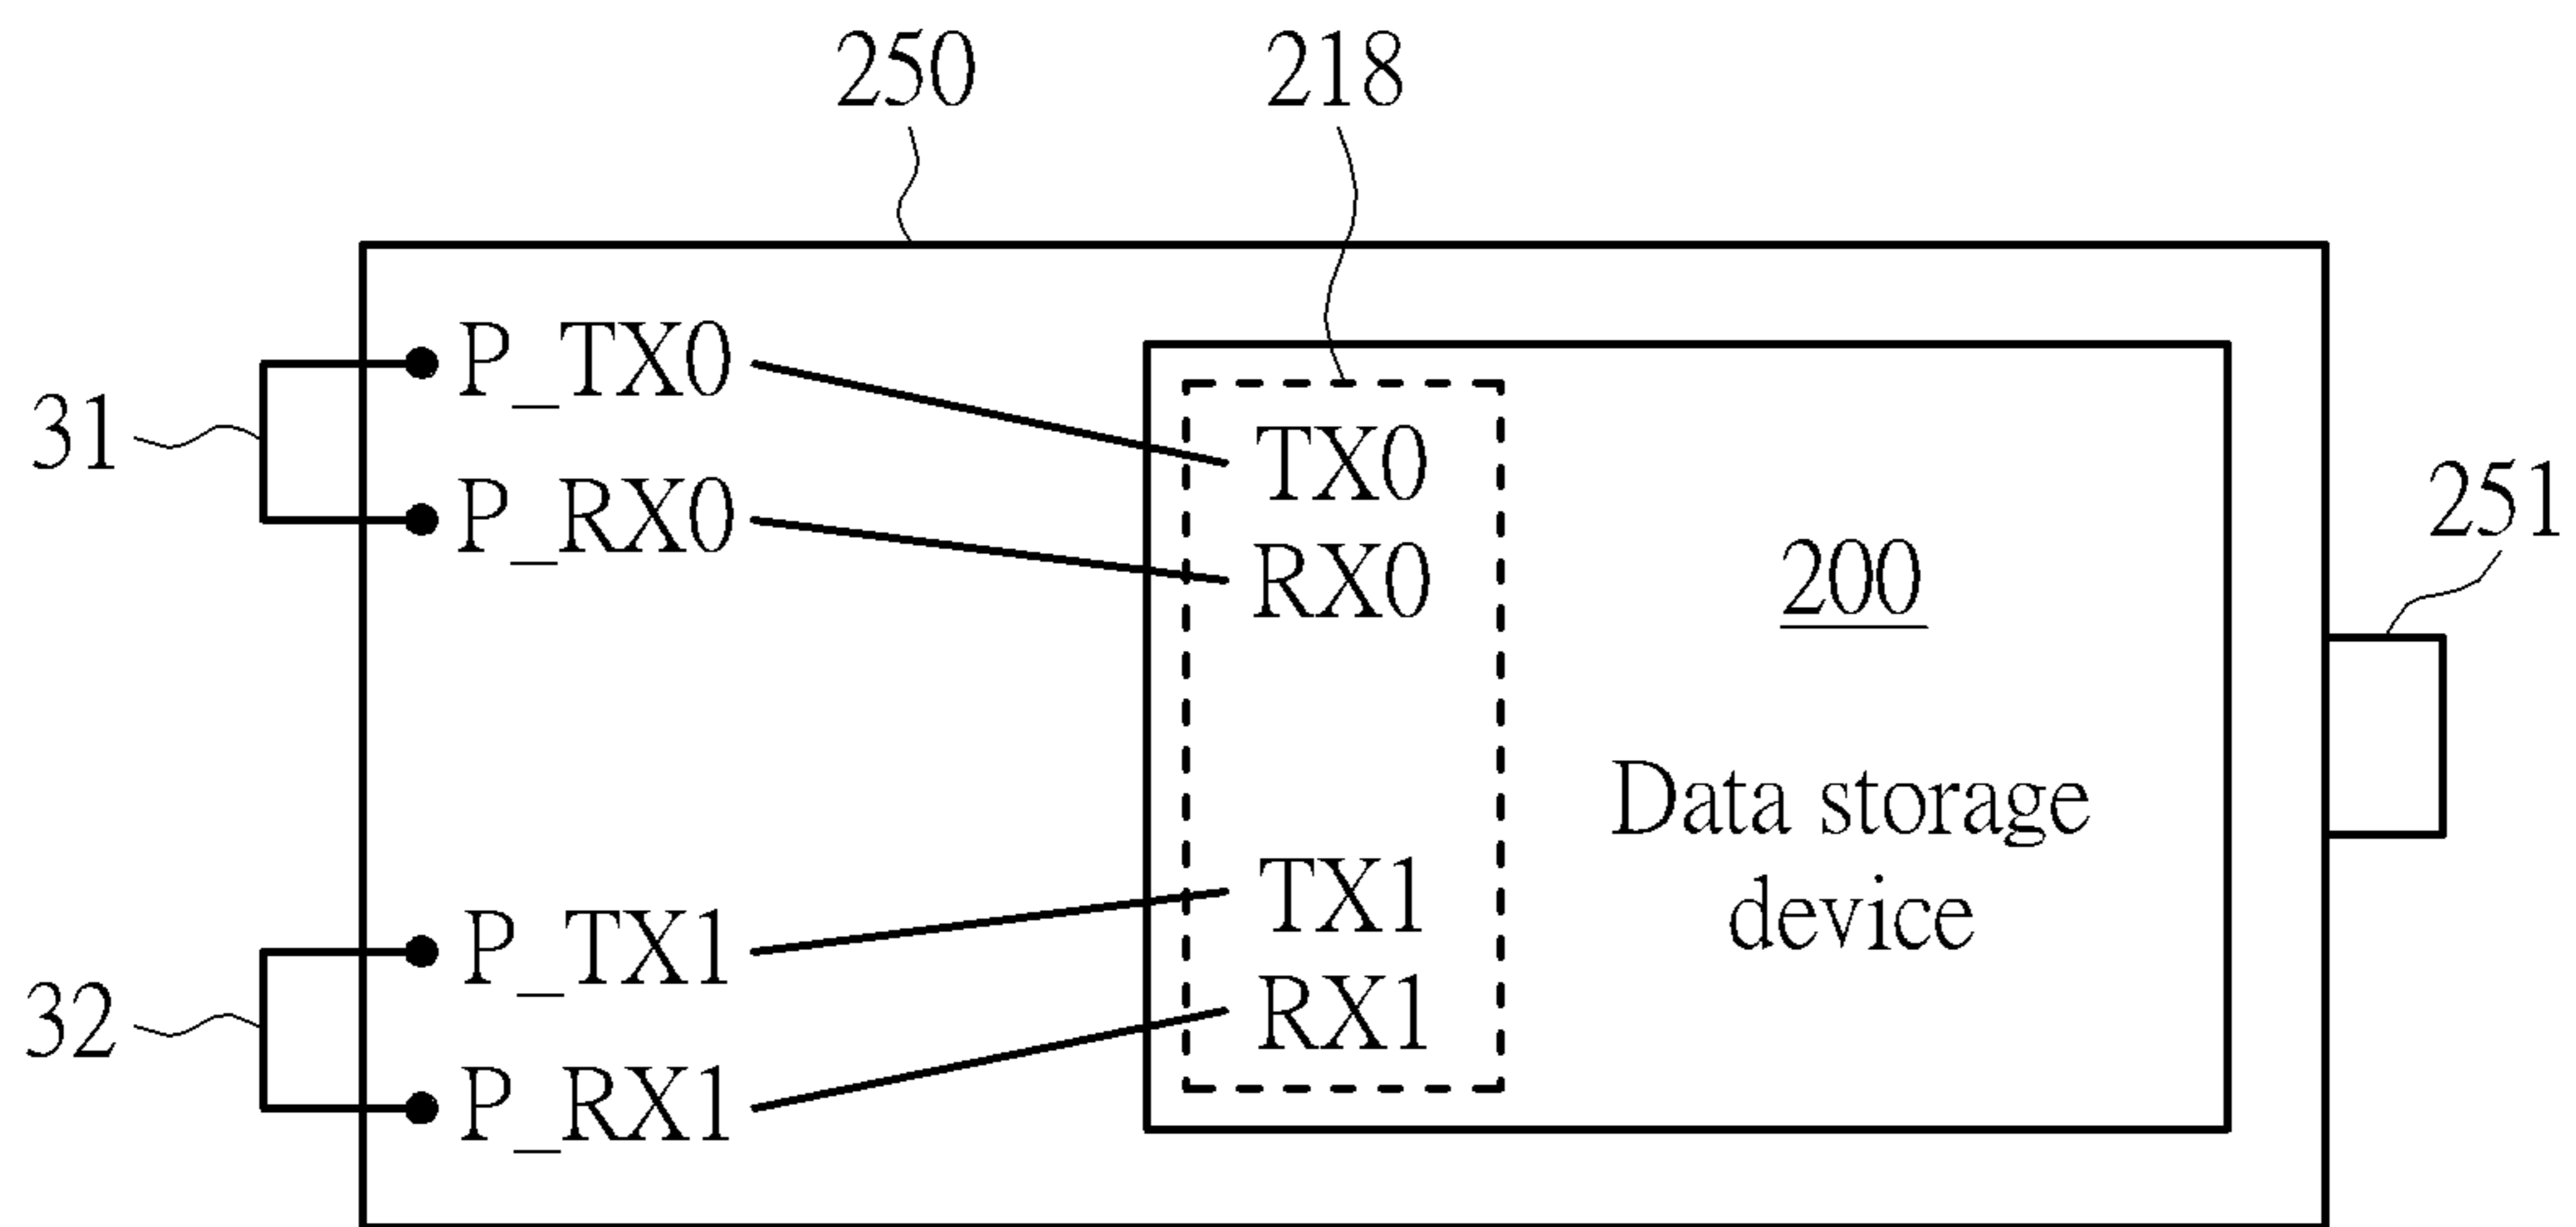 250
218
P_TX0
31
TX0
P_RX0
251
RX0
200
Data storage
device
TX1
P_TX1
32
RX1
P_RX1